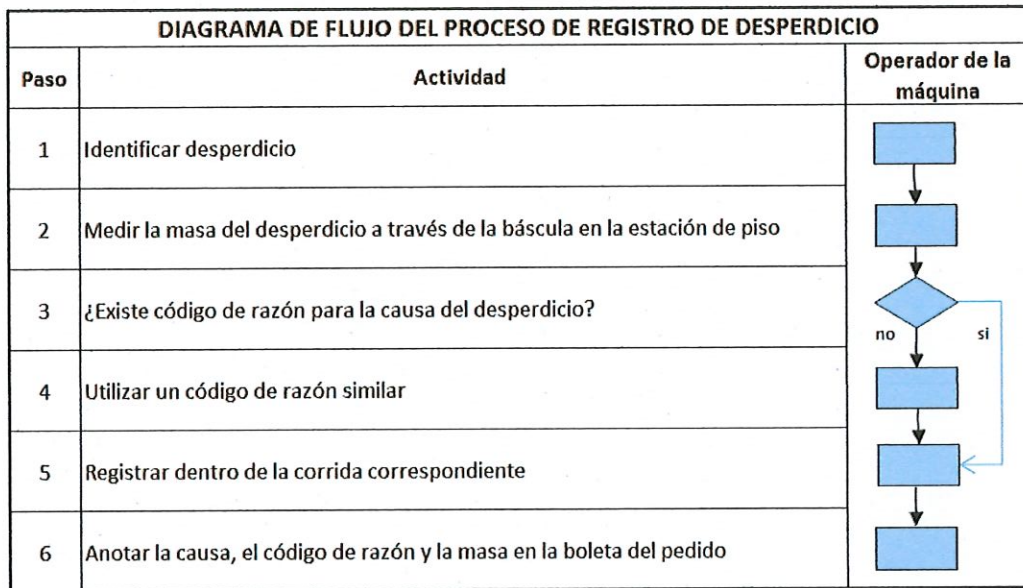 DIAGRAMA DE FLUJO DEL PROCESO DE REGISTRO DE DESPERDICIO
Paso
Actividad
Operador de la
máquina
1
Identificar desperdicio
2
Medir la masa del desperdicio a través de la báscula en la estación de piso
3
¿Existe código de razón para la causa del desperdicio?
no
si
4
Utilizar un código de razón similar
5
Registrar dentro de la corrida correspondiente
6
Anotar la causa, el código de razón y la masa en la boleta del pedido